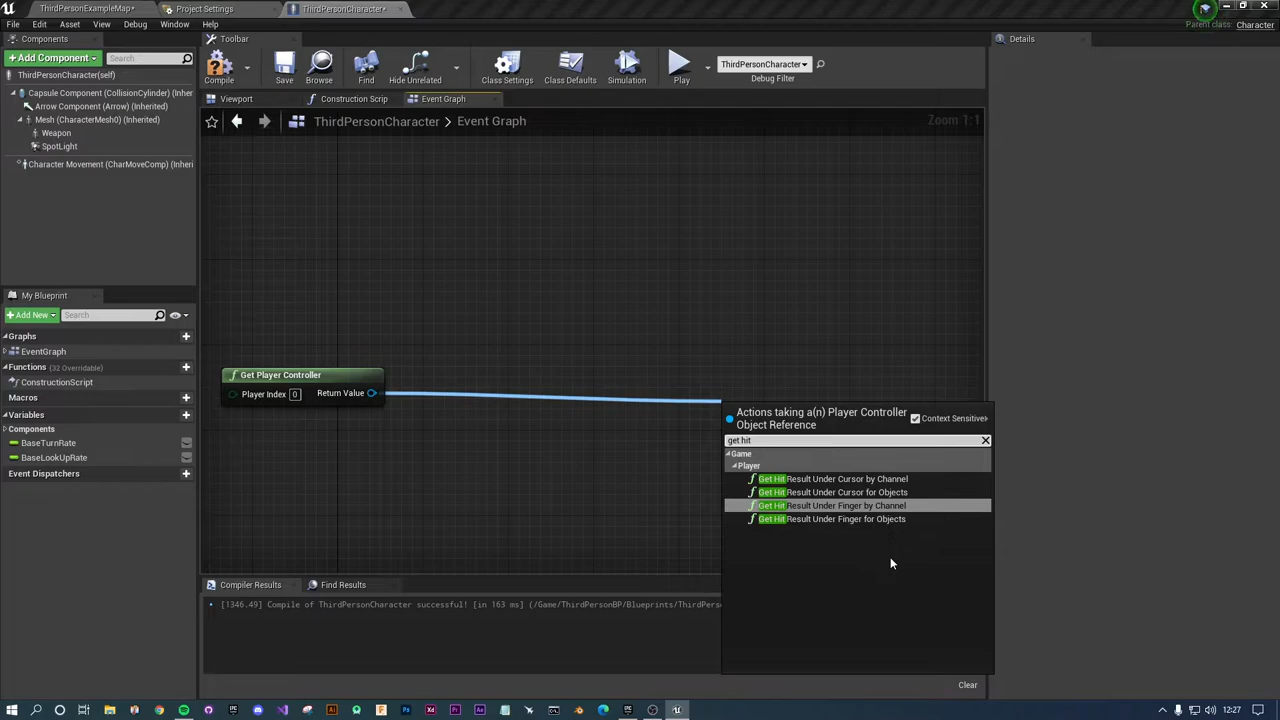 ThirdPersonExampleMap•
Project Settings
ThirdPersonCharacter•
File Edit Asset View Debug Window Help
Parent class: Character
Components
Toolbar
Details
+Add Component
Search
ThirdPersonCharacter(self)
Capsule Component (CollisionCylinder) (Inher
Arrow Component (Arrow) (Inherited)
Mesh (CharacterMesh0) (Inherited)
Weapon
SpotLight
Character Movement (CharMoveComp) (Inheri
Compile
Save
Browse
Find
Hide Unrelated
Class Settings
Class Defaults
Simulation
Play
ThirdPersonCharacter
Debug Filter
Viewport
Construction Scrip
Event Graph
ThirdPersonCharacter > Event Graph
Zoom 1:1
My Blueprint
+Add New
Search
Graphs
EventGraph
Functions (32 Overridable)
ConstructionScript
Macros
Variables
Components
BaseTurnRate
BaseLookUpRate
Event Dispatchers
f Get Player Controller
Player Index 0 Return Value
Actions taking a(n) Player Controller
Object Reference
Context Sensitive
get hit
Game
Player
f Get Hit Result Under Cursor by Channel
f Get Hit Result Under Cursor for Objects
f Get Hit Result Under Finger by Channel
f Get Hit Result Under Finger for Objects
Compiler Results
Find Results
[1346.49] Compile of ThirdPersonCharacter successful! [in 163 ms] (/Game/ThirdPersonBP/Blueprints/ThirdPers
Clear
12:27